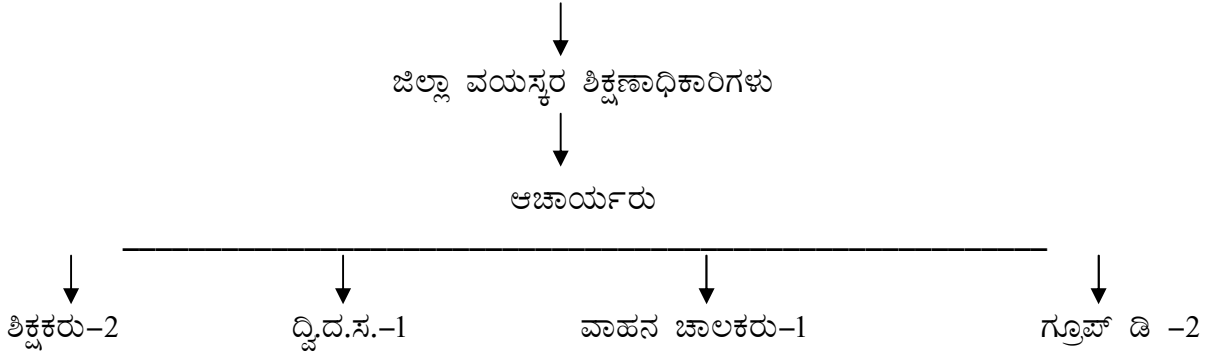 ಜಿಲ್ಲಾ ವಯಸ್ಕರ ಶಿಕ್ಷಣಾಧಿಕಾರಿಗಳು
ಆಚಾರ್ಯರು
ಶಿಕ್ಷಕರು-2 ದ್ವಿ.ದ.ಸ.-1 ವಾಹನ ಚಾಲಕರು-1 ಗ್ರೂಪ್ ಡಿ -2